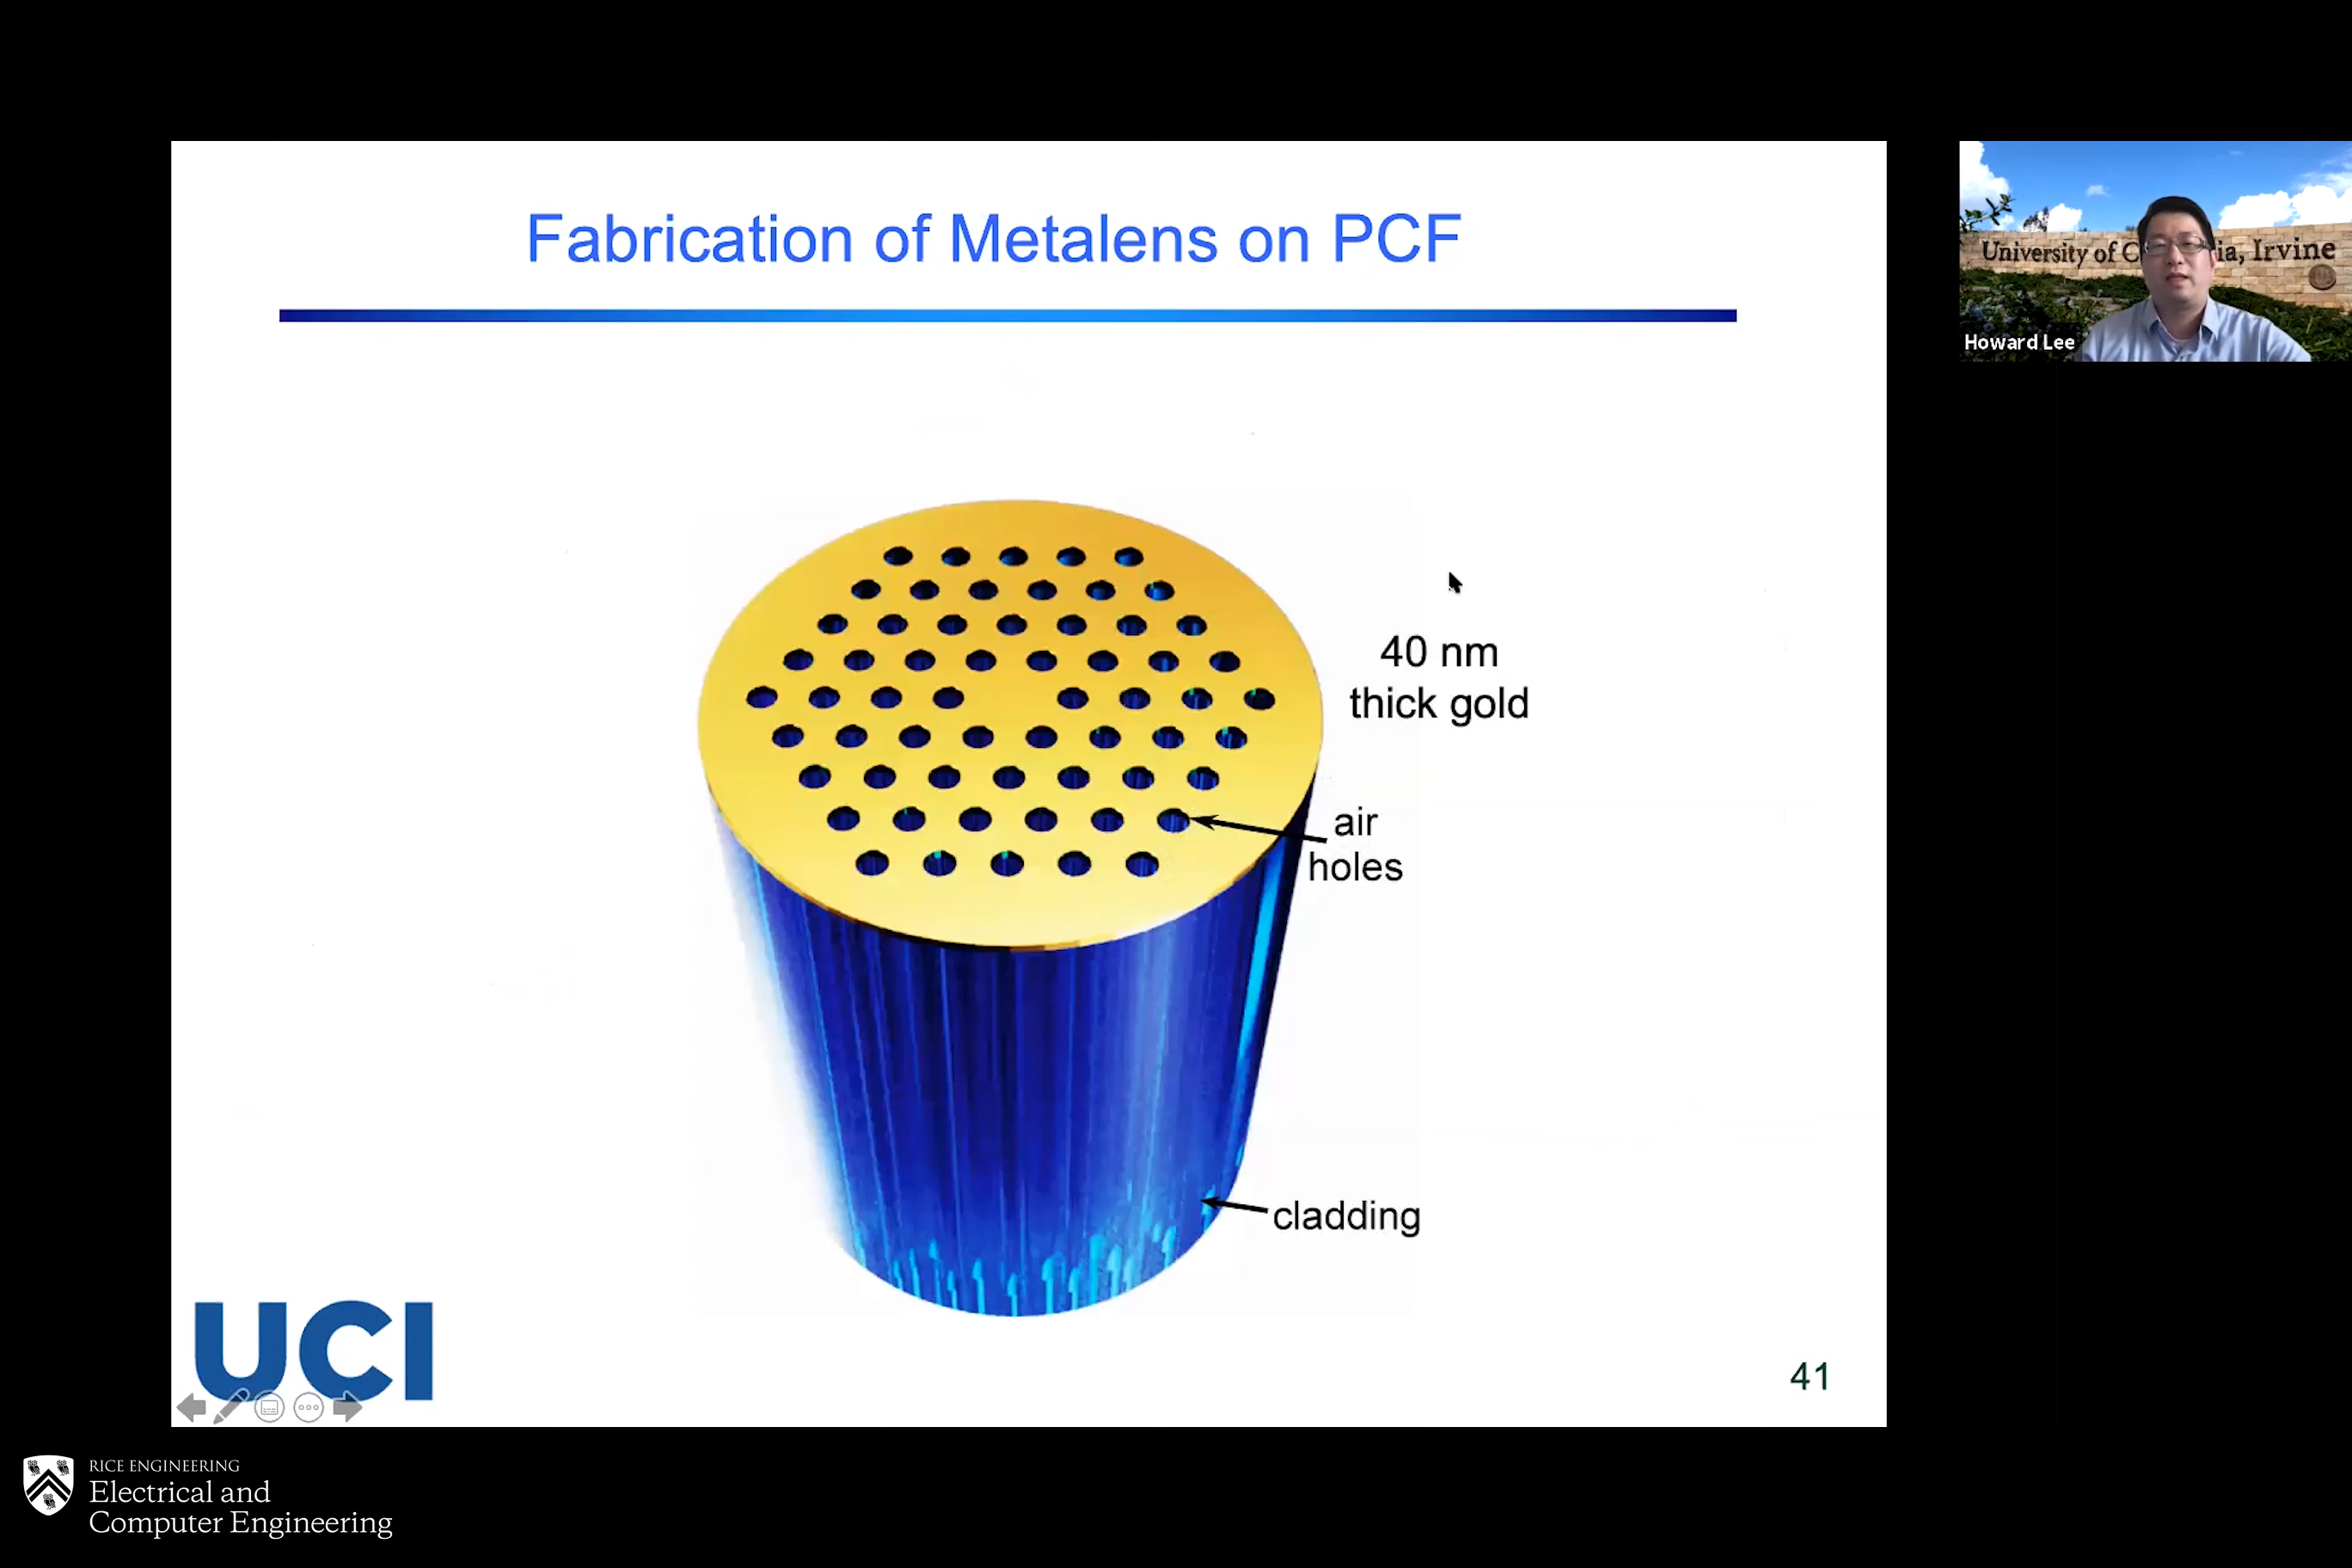 Fabrication of Metalens on PCF
University of C ia, Irvine
Howard Lee
40 nm
thick gold
air
holes
cladding
UCI
41
RICE ENGINEERING
Electrical and
Computer Engineering